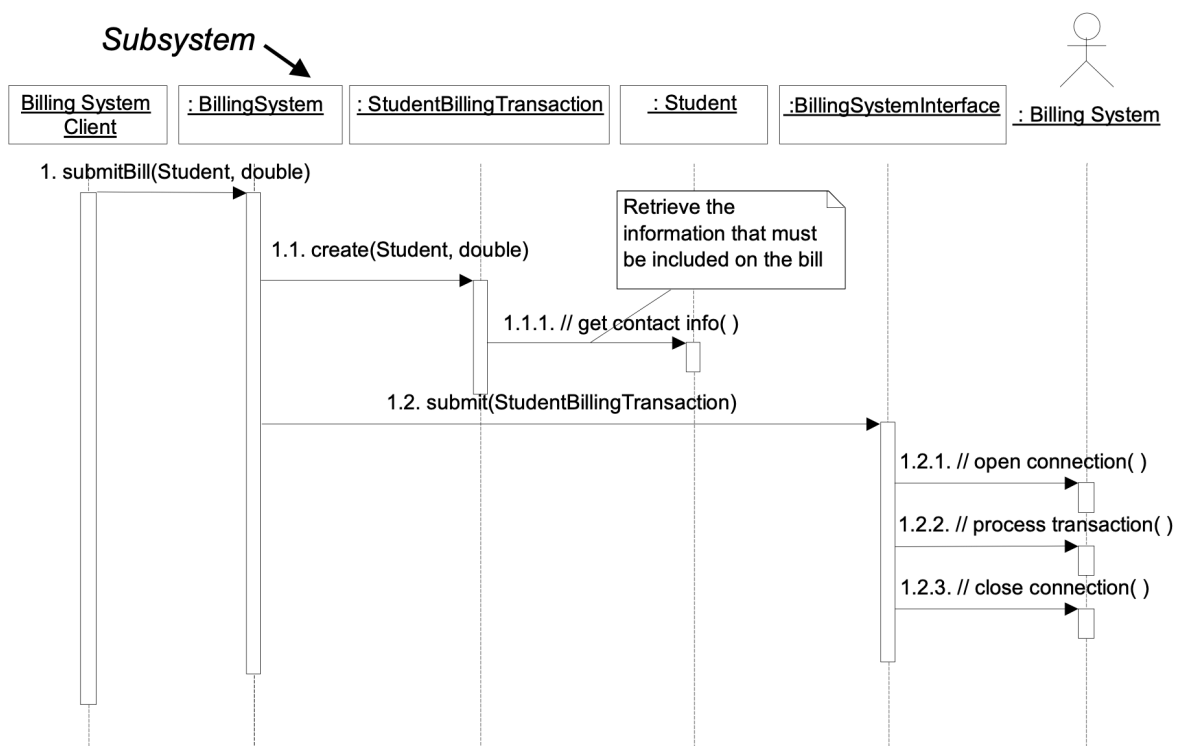 Subsystem
Billing System
Client
: BillingSystem
: StudentBillingTransaction
: Student
:BillingSystemInterface
: Billing System
1. submitBill(Student, double)
Retrieve the
information that must
be included on the bill
1.1. create(Student, double)
1.1.1. // get contact info( )
1.2. submit(StudentBillingTransaction)
1.2.1. // open connection( )
1.2.2. // process transaction( )
1.2.3. // close connection( )